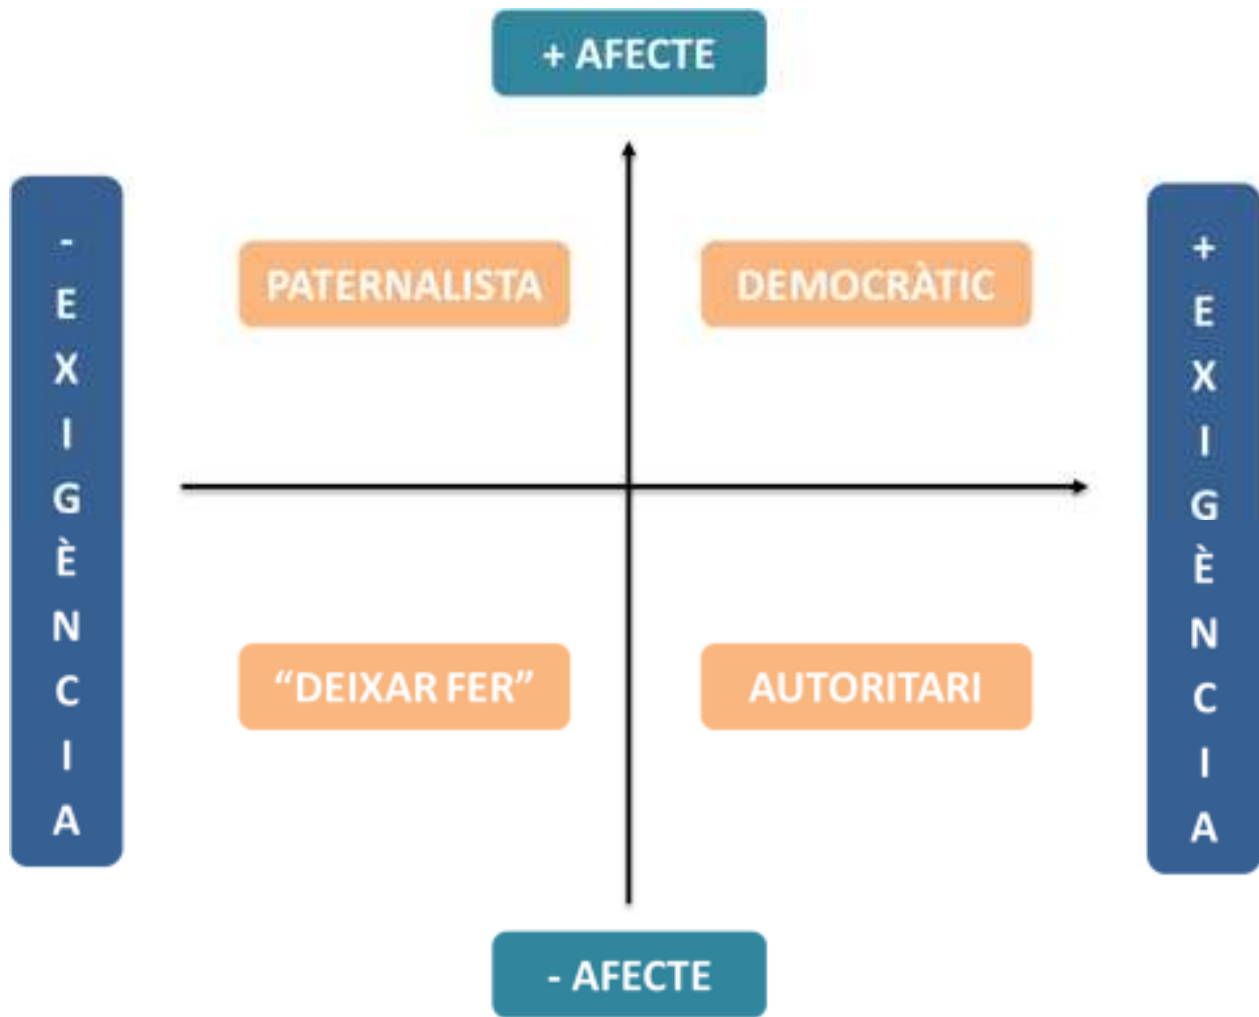 + AFECTE
- EXIGÈNCIA
PATERNALISTA
DEMOCRÀTIC
+ EXIGÈNCIA
“DEIXAR FER”
AUTORITARI
- AFECTE